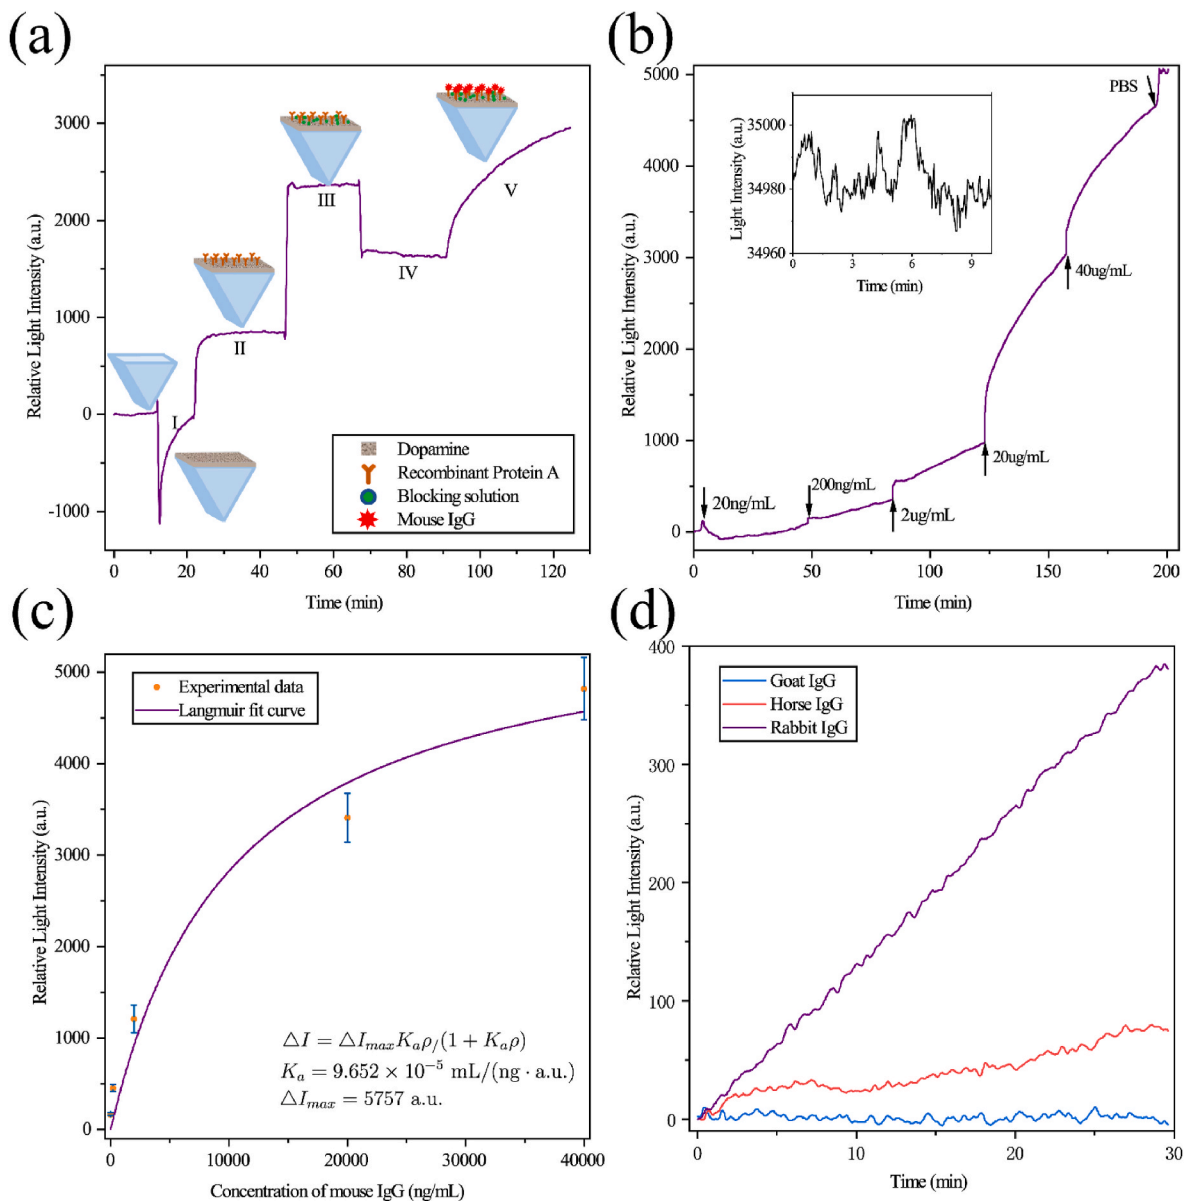 (a)
Relative Light Intensity (a.u.)
3000
2000
1000
0
-1000
I
II
III
IV
V
Dopamine
Recombinant Protein A
Blocking solution
Mouse IgG
0 20 40 60 80 100 120
Time (min)
(b)
Relative Light Intensity (a.u.)
5000
4000
3000
2000
1000
0
Light Intensity (a.u.)
35000
34980
34960
0 3 6 9
Time (min)
20ng/mL
200ng/mL
2ug/mL
20ug/mL
40ug/mL
PBS
0 50 100 150 200
Time (min)
(c)
Relative Light Intensity (a.u.)
5000
4000
3000
2000
1000
0
Experimental data
Langmuir fit curve
△I = △I_max K_a ρ/(1 + K_a ρ)
K_a = 9.652 × 10⁻⁵ mL/(ng · a.u.)
△I_max = 5757 a.u.
0 10000 20000 30000 40000
Concentration of mouse IgG (ng/mL)
(d)
Relative Light Intensity (a.u.)
400
300
200
100
0
Goat IgG
Horse IgG
Rabbit IgG
0 10 20 30
Time (min)